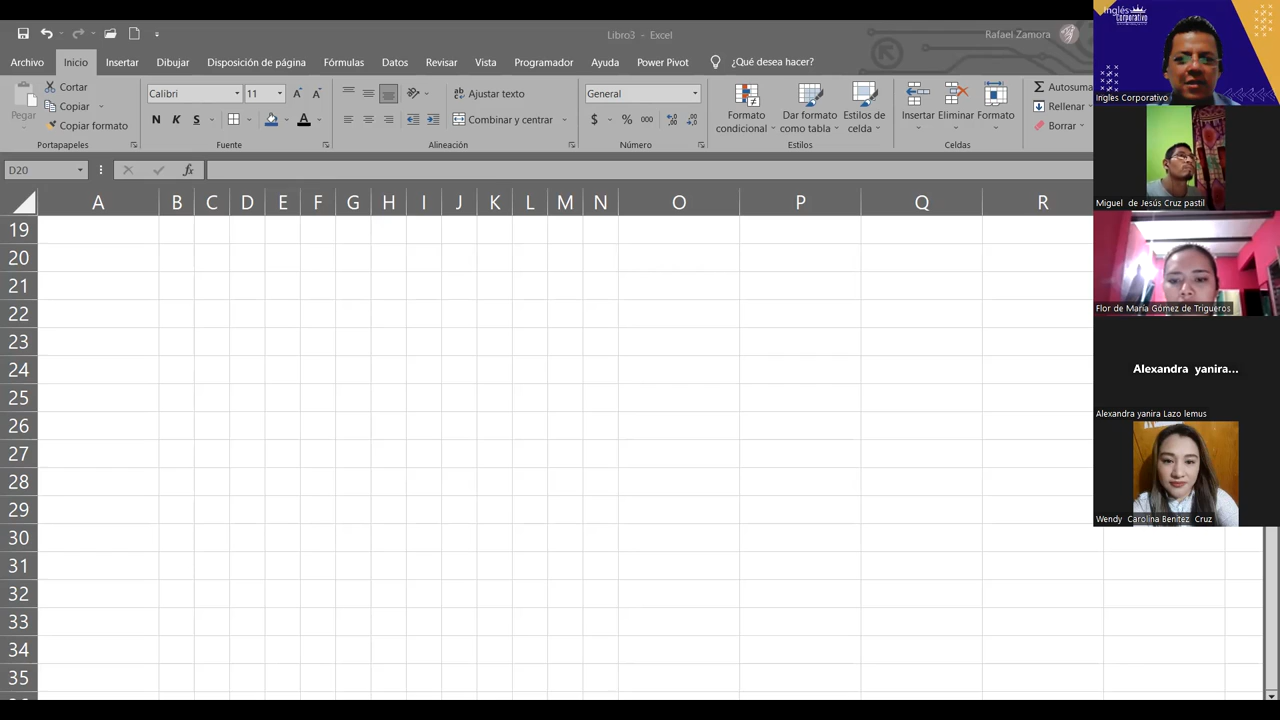 Libro3 - Excel
Rafael Zamora
Archivo Inicio Insertar Dibujar Disposición de página Fórmulas Datos Revisar Vista Programador Ayuda Power Pivot ¿Qué desea hacer?
Pegar
Cortar
Copiar
Copiar formato
Portapapeles
Calibri 11
N K S
Fuente
Ajustar texto
Combinar y centrar
Alineación
General
$ % 000
Número
Formato condicional
Dar formato como tabla
Estilos de celda
Estilos
Insertar Eliminar Formato
Celdas
Autosuma
Rellenar
Borrar
D20
fx
A B C D E F G H I J K L M N O P Q R
19
20
21
22
23
24
25
26
27
28
29
30
31
32
33
34
35
Inglés Corporativo
Ingles Corporativo
Miguel de Jesús Cruz pastil
Flor de María Gómez de Trigueros
Alexandra yanira...
Alexandra yanira Lazo lemus
Wendy Carolina Benitez Cruz